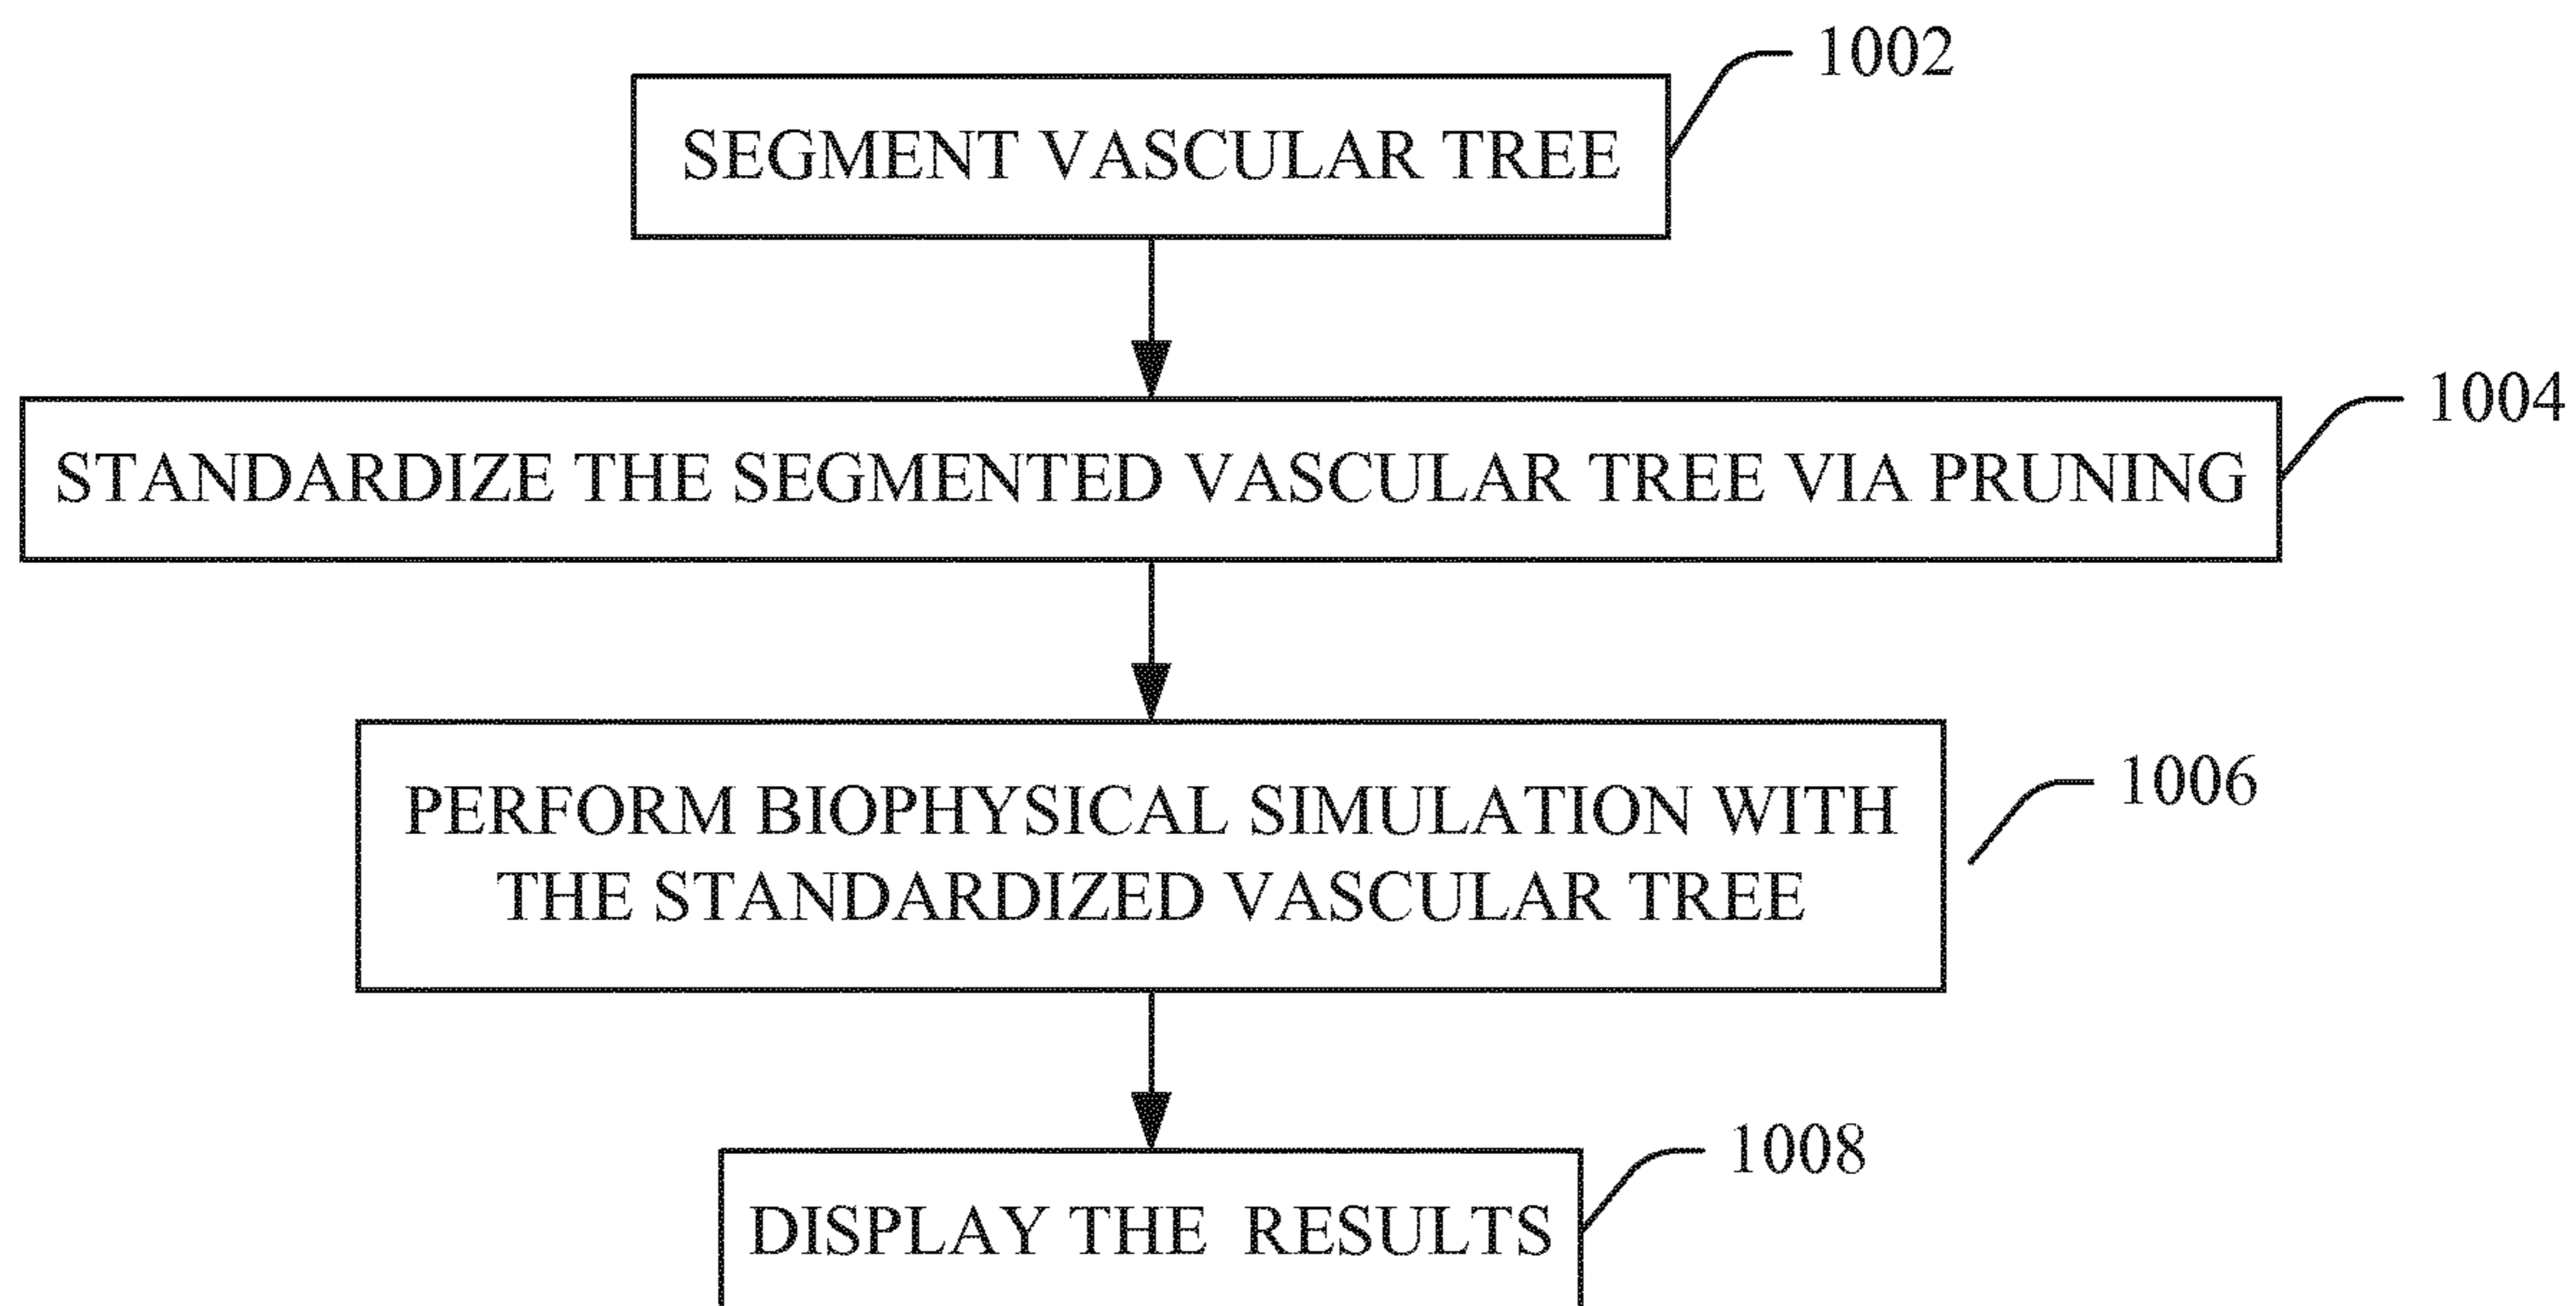 1002
SEGMENT VASCULAR TREE
1004
STANDARDIZE THE SEGMENTED VASCULAR TREE VIA PRUNING
1006
PERFORM BIOPHYSICAL SIMULATION WITH
THE STANDARDIZED VASCULAR TREE
1008
DISPLAY THE RESULTS